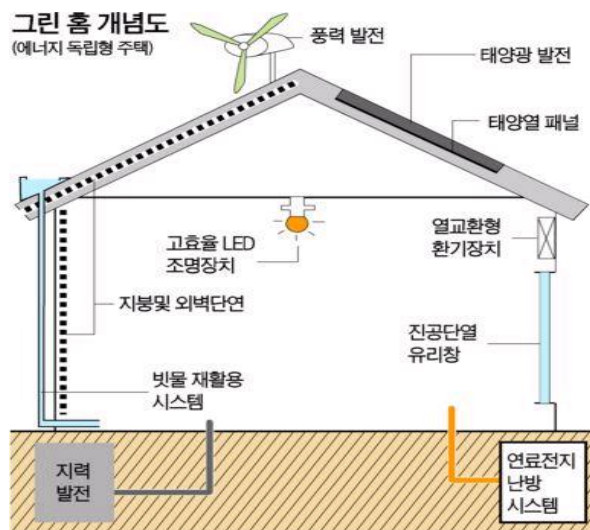 그린 홈 개념도
(에너지 독립형 주택)
풍력 발전
태양광 발전
태양열 패널
고효율 LED
조명장치
열교환형
환기장치
지붕및 외벽단연
진공단열
유리창
빗물 재활용
시스템
지력
발전
연료전지
난방
시스템